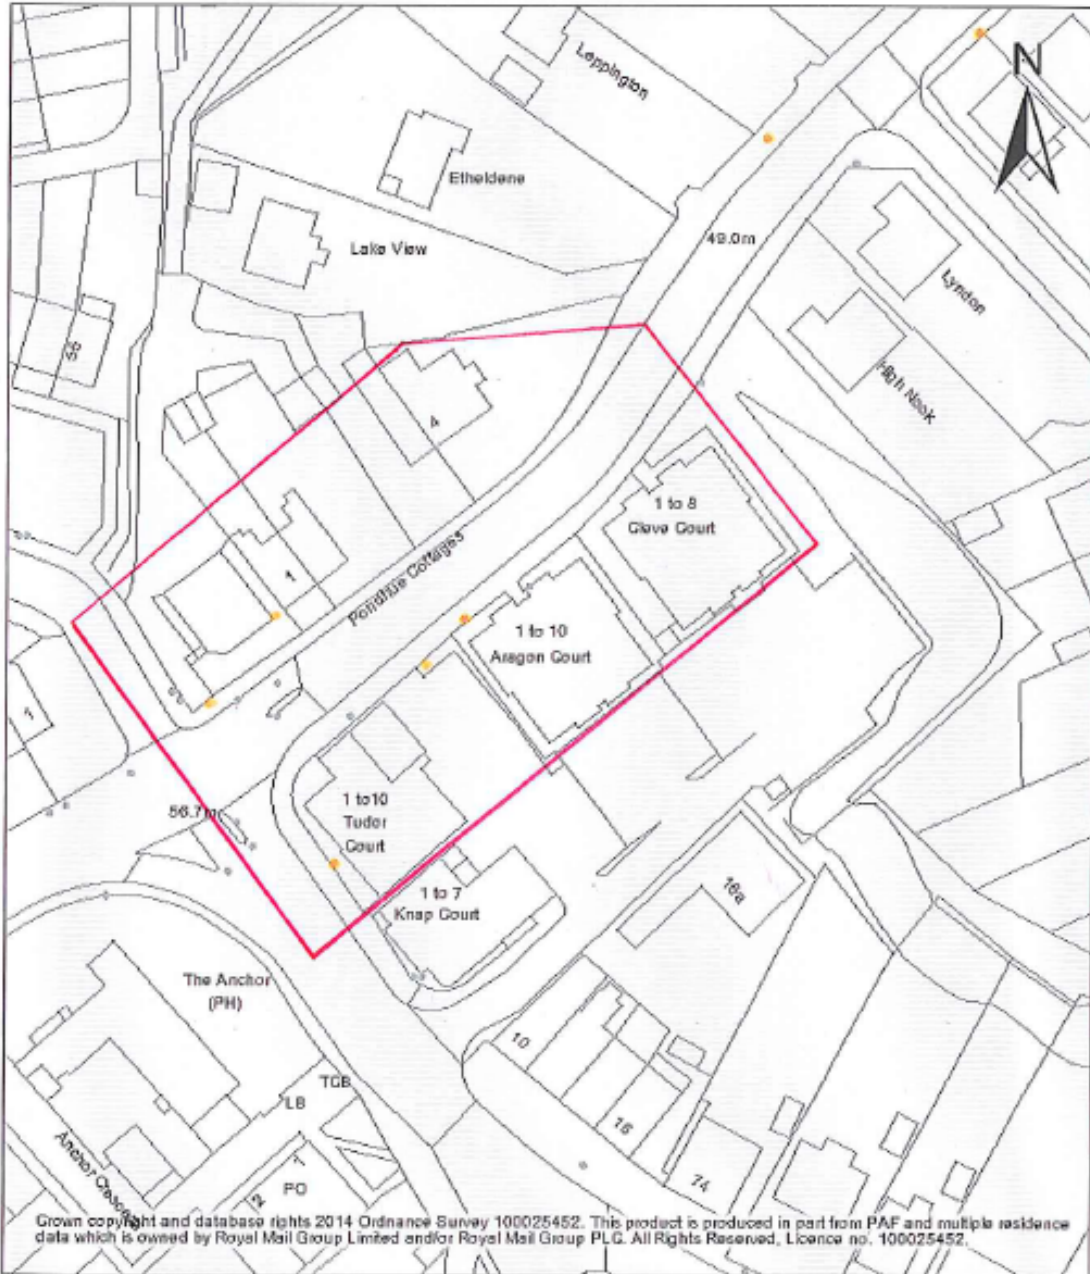 N
Leppington
Etheldene
Lake View
49.0m
Lyndon
High Nook
4
1 to 8
Cleve Court
1
Pondhue Cottages
1 to 10
Aragon Court
56.7m
1 to10
Tudor
Court
1 to 7
Knap Court
16a
The Anchor
(PH)
10
TCB
LB
16
24
Anchor Crescent
1
2
PO
Crown copyright and database rights 2014 Ordnance Survey 100025452. This product is produced in part from PAF and multiple residence
data which is owned by Royal Mail Group Limited and/or Royal Mail Group PLC. All Rights Reserved, Licence no. 100025452.